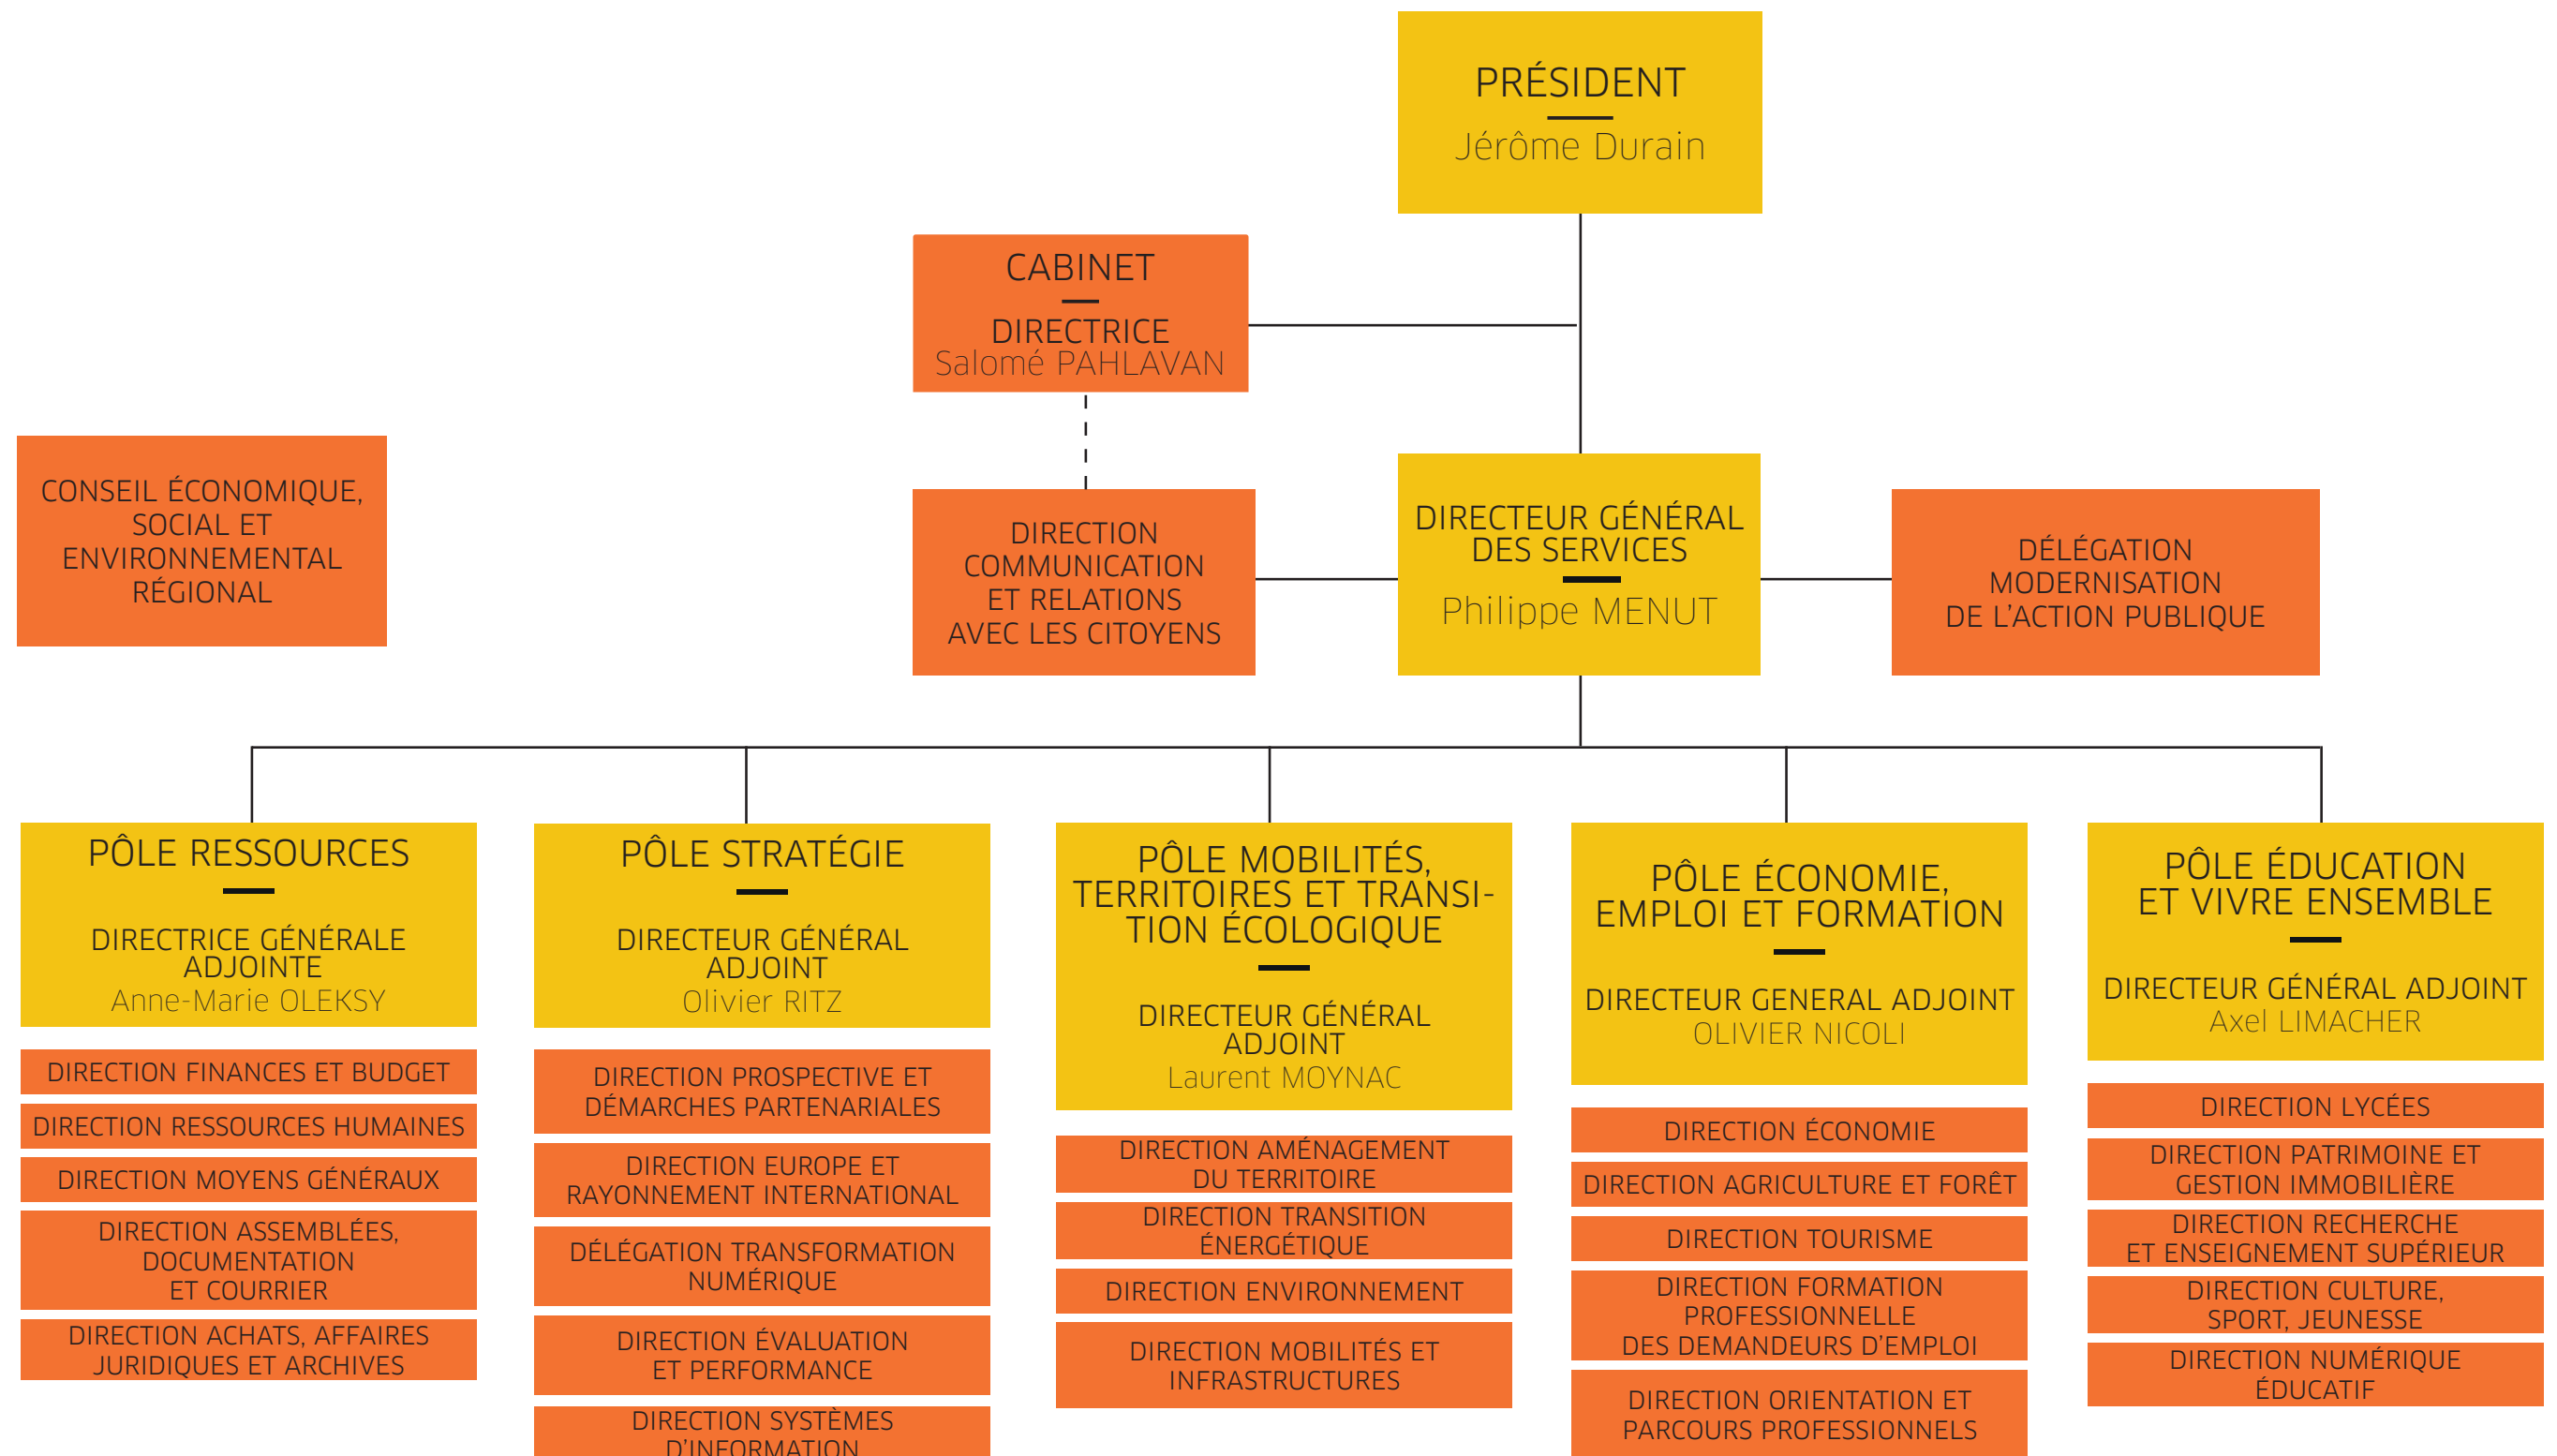 PRÉSIDENT
Jérôme Durain
CABINET
DIRECTRICE
Salomé PAHLAVAN
CONSEIL ÉCONOMIQUE,
SOCIAL ET
ENVIRONNEMENTAL
RÉGIONAL
DIRECTION
COMMUNICATION
ET RELATIONS
AVEC LES CITOYENS
DIRECTEUR GÉNÉRAL
DES SERVICES
Philippe MENUT
DÉLÉGATION
MODERNISATION
DE L’ACTION PUBLIQUE
PÔLE RESSOURCES
DIRECTRICE GÉNÉRALE
ADJOINTE
Anne-Marie OLEKSY
DIRECTION FINANCES ET BUDGET
DIRECTION RESSOURCES HUMAINES
DIRECTION MOYENS GÉNÉRAUX
DIRECTION ASSEMBLÉES,
DOCUMENTATION
ET COURRIER
DIRECTION ACHATS, AFFAIRES
JURIDIQUES ET ARCHIVES
PÔLE STRATÉGIE
DIRECTEUR GÉNÉRAL
ADJOINT
Olivier RITZ
DIRECTION PROSPECTIVE ET
DÉMARCHES PARTENARIALES
DIRECTION EUROPE ET
RAYONNEMENT INTERNATIONAL
DÉLÉGATION TRANSFORMATION
NUMÉRIQUE
DIRECTION ÉVALUATION
ET PERFORMANCE
DIRECTION SYSTÈMES
D’INFORMATION
PÔLE MOBILITÉS,
TERRITOIRES ET TRANSI-
TION ÉCOLOGIQUE
DIRECTEUR GÉNÉRAL
ADJOINT
Laurent MOYNAC
DIRECTION AMÉNAGEMENT
DU TERRITOIRE
DIRECTION TRANSITION
ÉNERGÉTIQUE
DIRECTION ENVIRONNEMENT
DIRECTION MOBILITÉS ET
INFRASTRUCTURES
PÔLE ÉCONOMIE,
EMPLOI ET FORMATION
DIRECTEUR GENERAL ADJOINT
OLIVIER NICOLI
DIRECTION ÉCONOMIE
DIRECTION AGRICULTURE ET FORÊT
DIRECTION TOURISME
DIRECTION FORMATION
PROFESSIONNELLE
DES DEMANDEURS D’EMPLOI
DIRECTION ORIENTATION ET
PARCOURS PROFESSIONNELS
PÔLE ÉDUCATION
ET VIVRE ENSEMBLE
DIRECTEUR GÉNÉRAL ADJOINT
Axel LIMACHER
DIRECTION LYCÉES
DIRECTION PATRIMOINE ET
GESTION IMMOBILIÈRE
DIRECTION RECHERCHE
ET ENSEIGNEMENT SUPÉRIEUR
DIRECTION CULTURE,
SPORT, JEUNESSE
DIRECTION NUMÉRIQUE
ÉDUCATIF